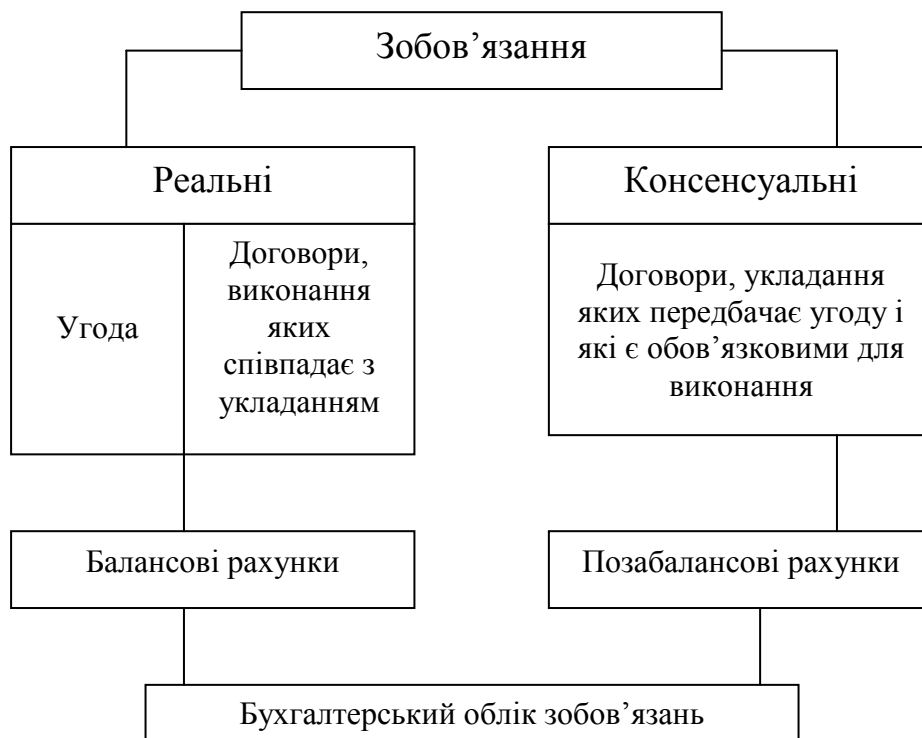 Зобов’язання
Реальні
Консенсуальні
Угода
Договори,
виконання
яких
співпадає з
укладанням
Договори, укладання
яких передбачає угоду і
які є обов’язковими для
виконання
Балансові рахунки
Позабалансові рахунки
Бухгалтерський облік зобов’язань